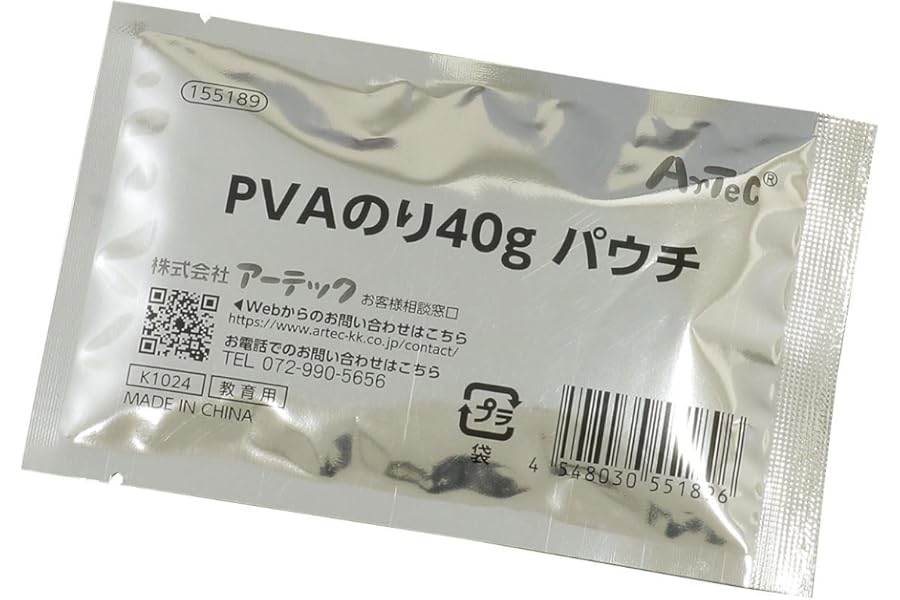 155189
ArTeC®
PVAのり40g パウチ
株式会社 アーテック お客様相談窓口
◀Webからのお問い合わせはこちら
https://www.artec-kk.co.jp/contact/
お電話でのお問い合わせはこちら
TEL 072-990-5656
K1024 教育用
MADE IN CHINA
プラ
袋
4 548030 551896